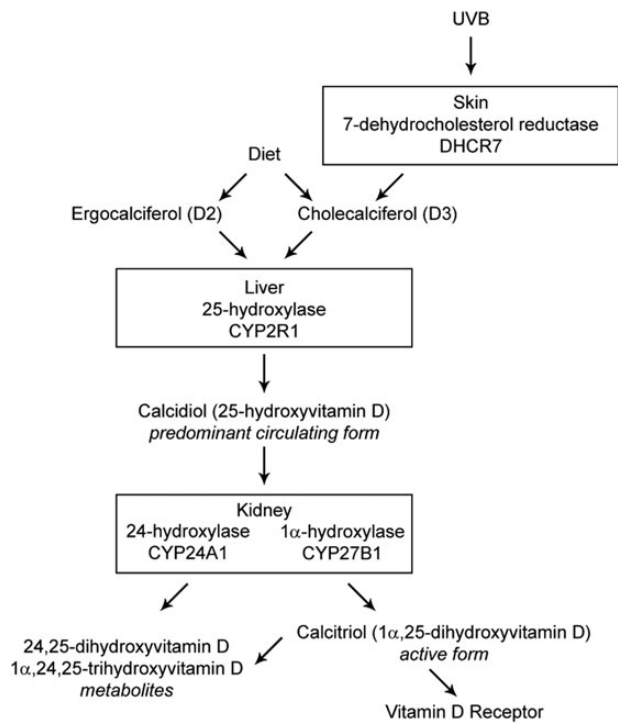 UVB
Skin
7-dehydrocholesterol reductase
DHCR7
Diet
Ergocalciferol (D2)
Cholecalciferol (D3)
Liver
25-hydroxylase
CYP2R1
Calcidiol (25-hydroxyvitamin D)
predominant circulating form
Kidney
24-hydroxylase
CYP24A1
1α-hydroxylase
CYP27B1
24,25-dihydroxyvitamin D
1α,24,25-trihydroxyvitamin D
metabolites
Calcitriol (1α,25-dihydroxyvitamin D)
active form
Vitamin D Receptor